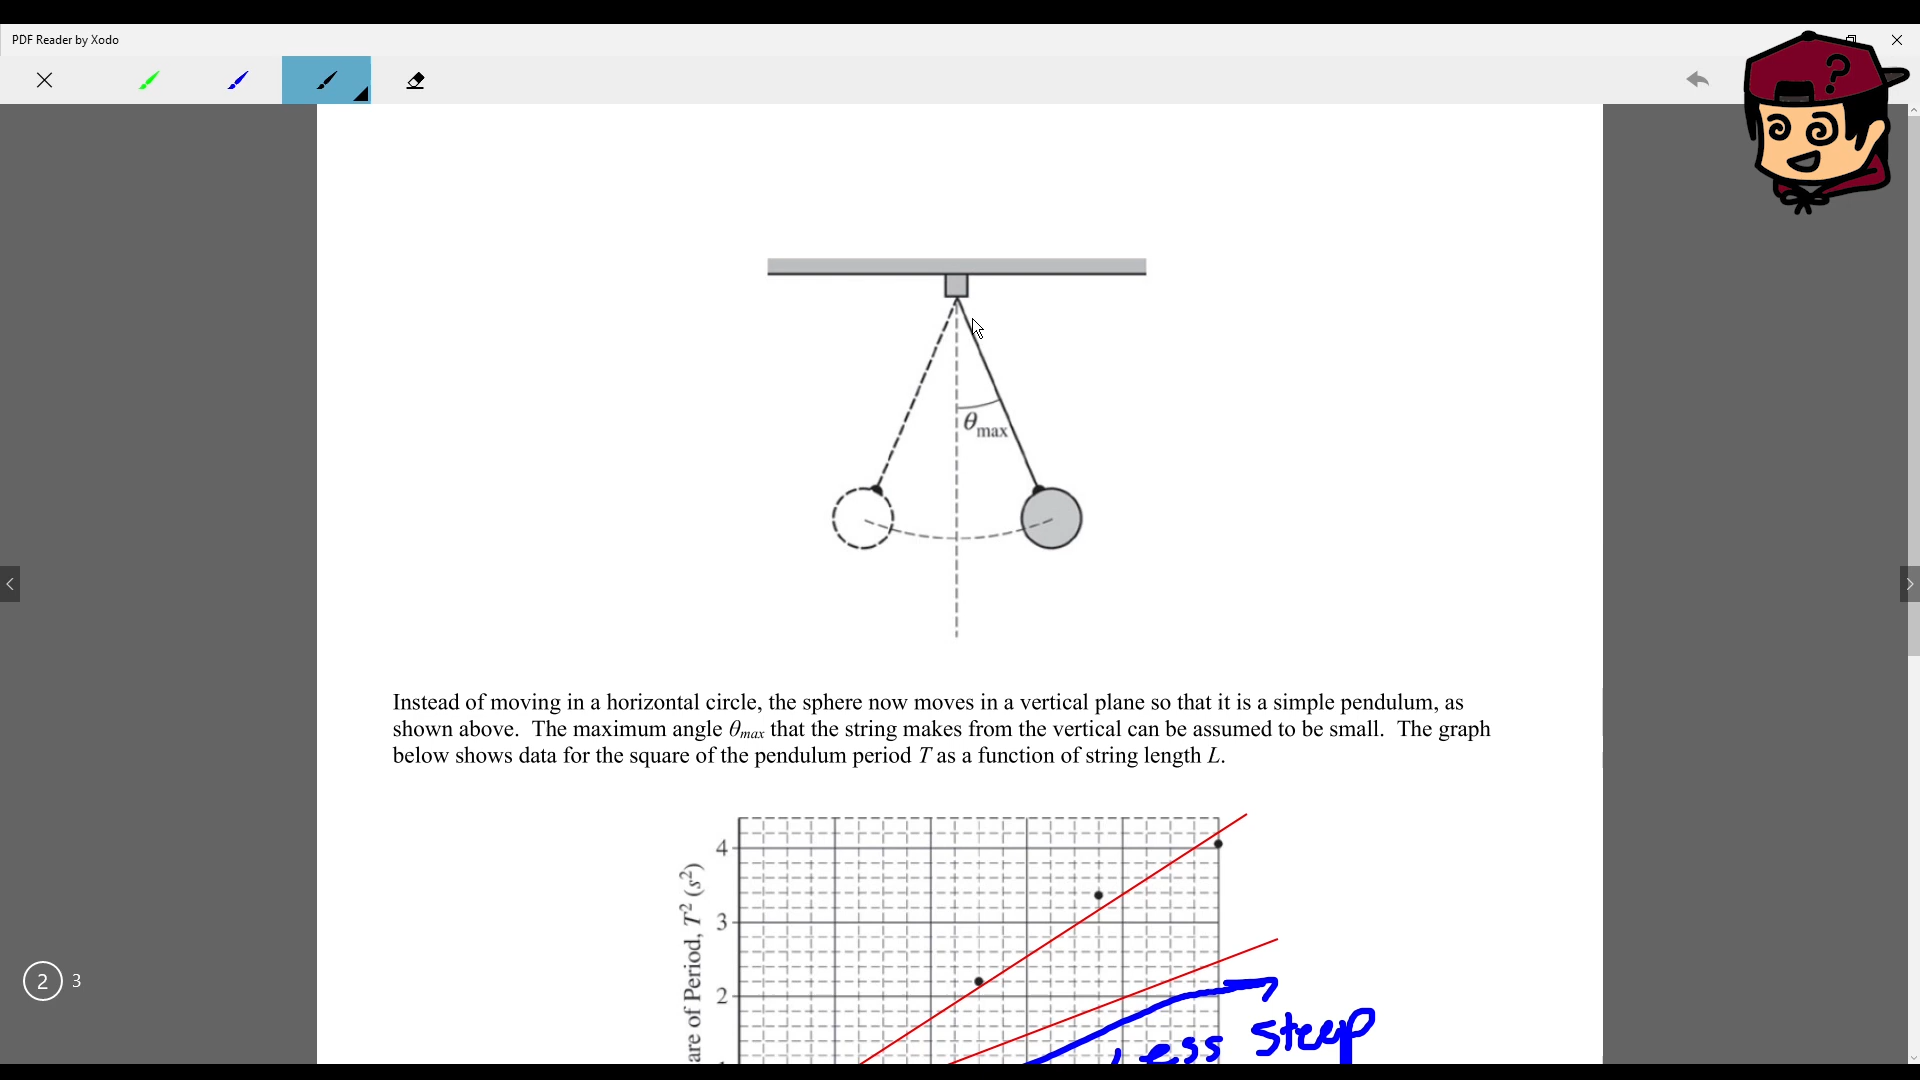 PDF Reader by Xodo
?
θmax
Instead of moving in a horizontal circle, the sphere now moves in a vertical plane so that it is a simple pendulum, as
shown above. The maximum angle θmax that the string makes from the vertical can be assumed to be small. The graph
below shows data for the square of the pendulum period T as a function of string length L.
4
3
2
are of Period, T² (s²)
Less steep
2 3